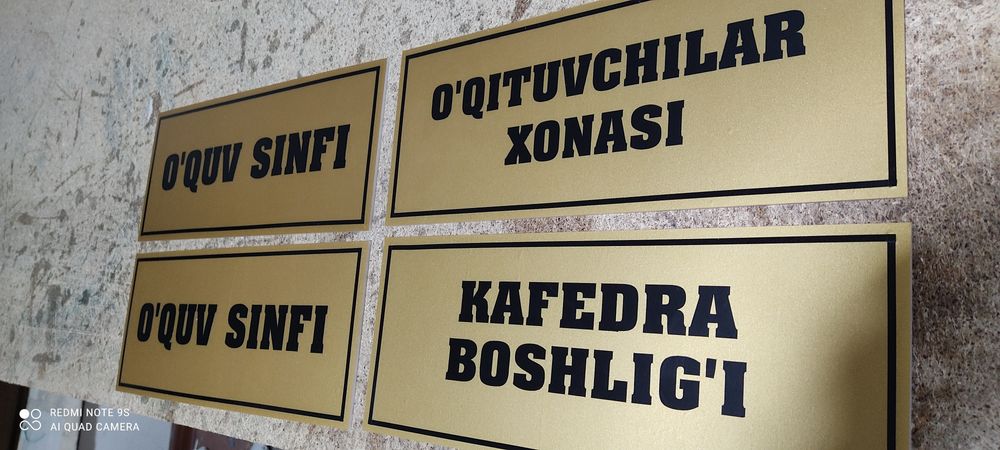 O'QUV SINFI
O'QITUVCHILAR
XONASI
O'QUV SINFI
KAFEDRA
BOSHLIG'I
REDMI NOTE 9S
AI QUAD CAMERA